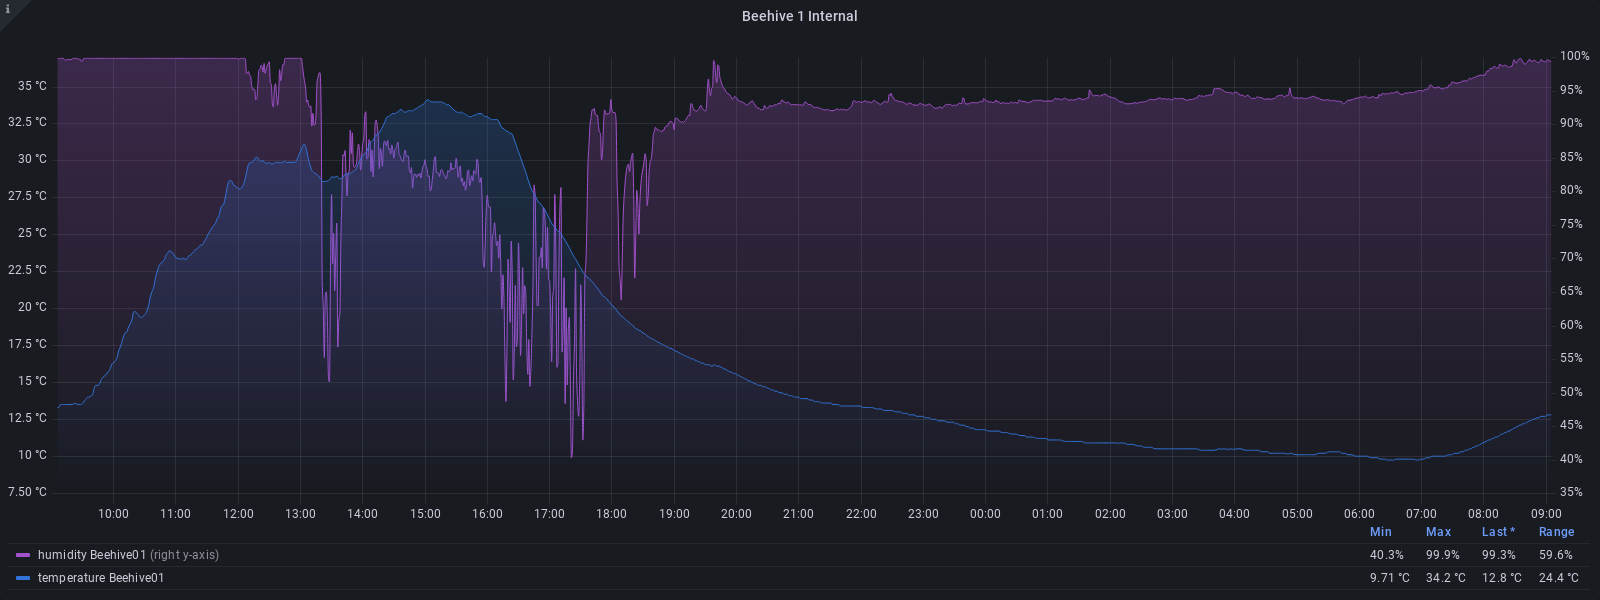 i
Beehive 1 Internal
35 °C
32.5 °C
30 °C
27.5 °C
25 °C
22.5 °C
20 °C
17.5 °C
15 °C
12.5 °C
10 °C
7.50 °C
100%
95%
90%
85%
80%
75%
70%
65%
60%
55%
50%
45%
40%
35%
10:00 11:00 12:00 13:00 14:00 15:00 16:00 17:00 18:00 19:00 20:00 21:00 22:00 23:00 00:00 01:00 02:00 03:00 04:00 05:00 06:00 07:00 08:00 09:00
Min Max Last * Range
humidity Beehive01 (right y-axis) 40.3% 99.9% 99.3% 59.6%
temperature Beehive01 9.71 °C 34.2 °C 12.8 °C 24.4 °C